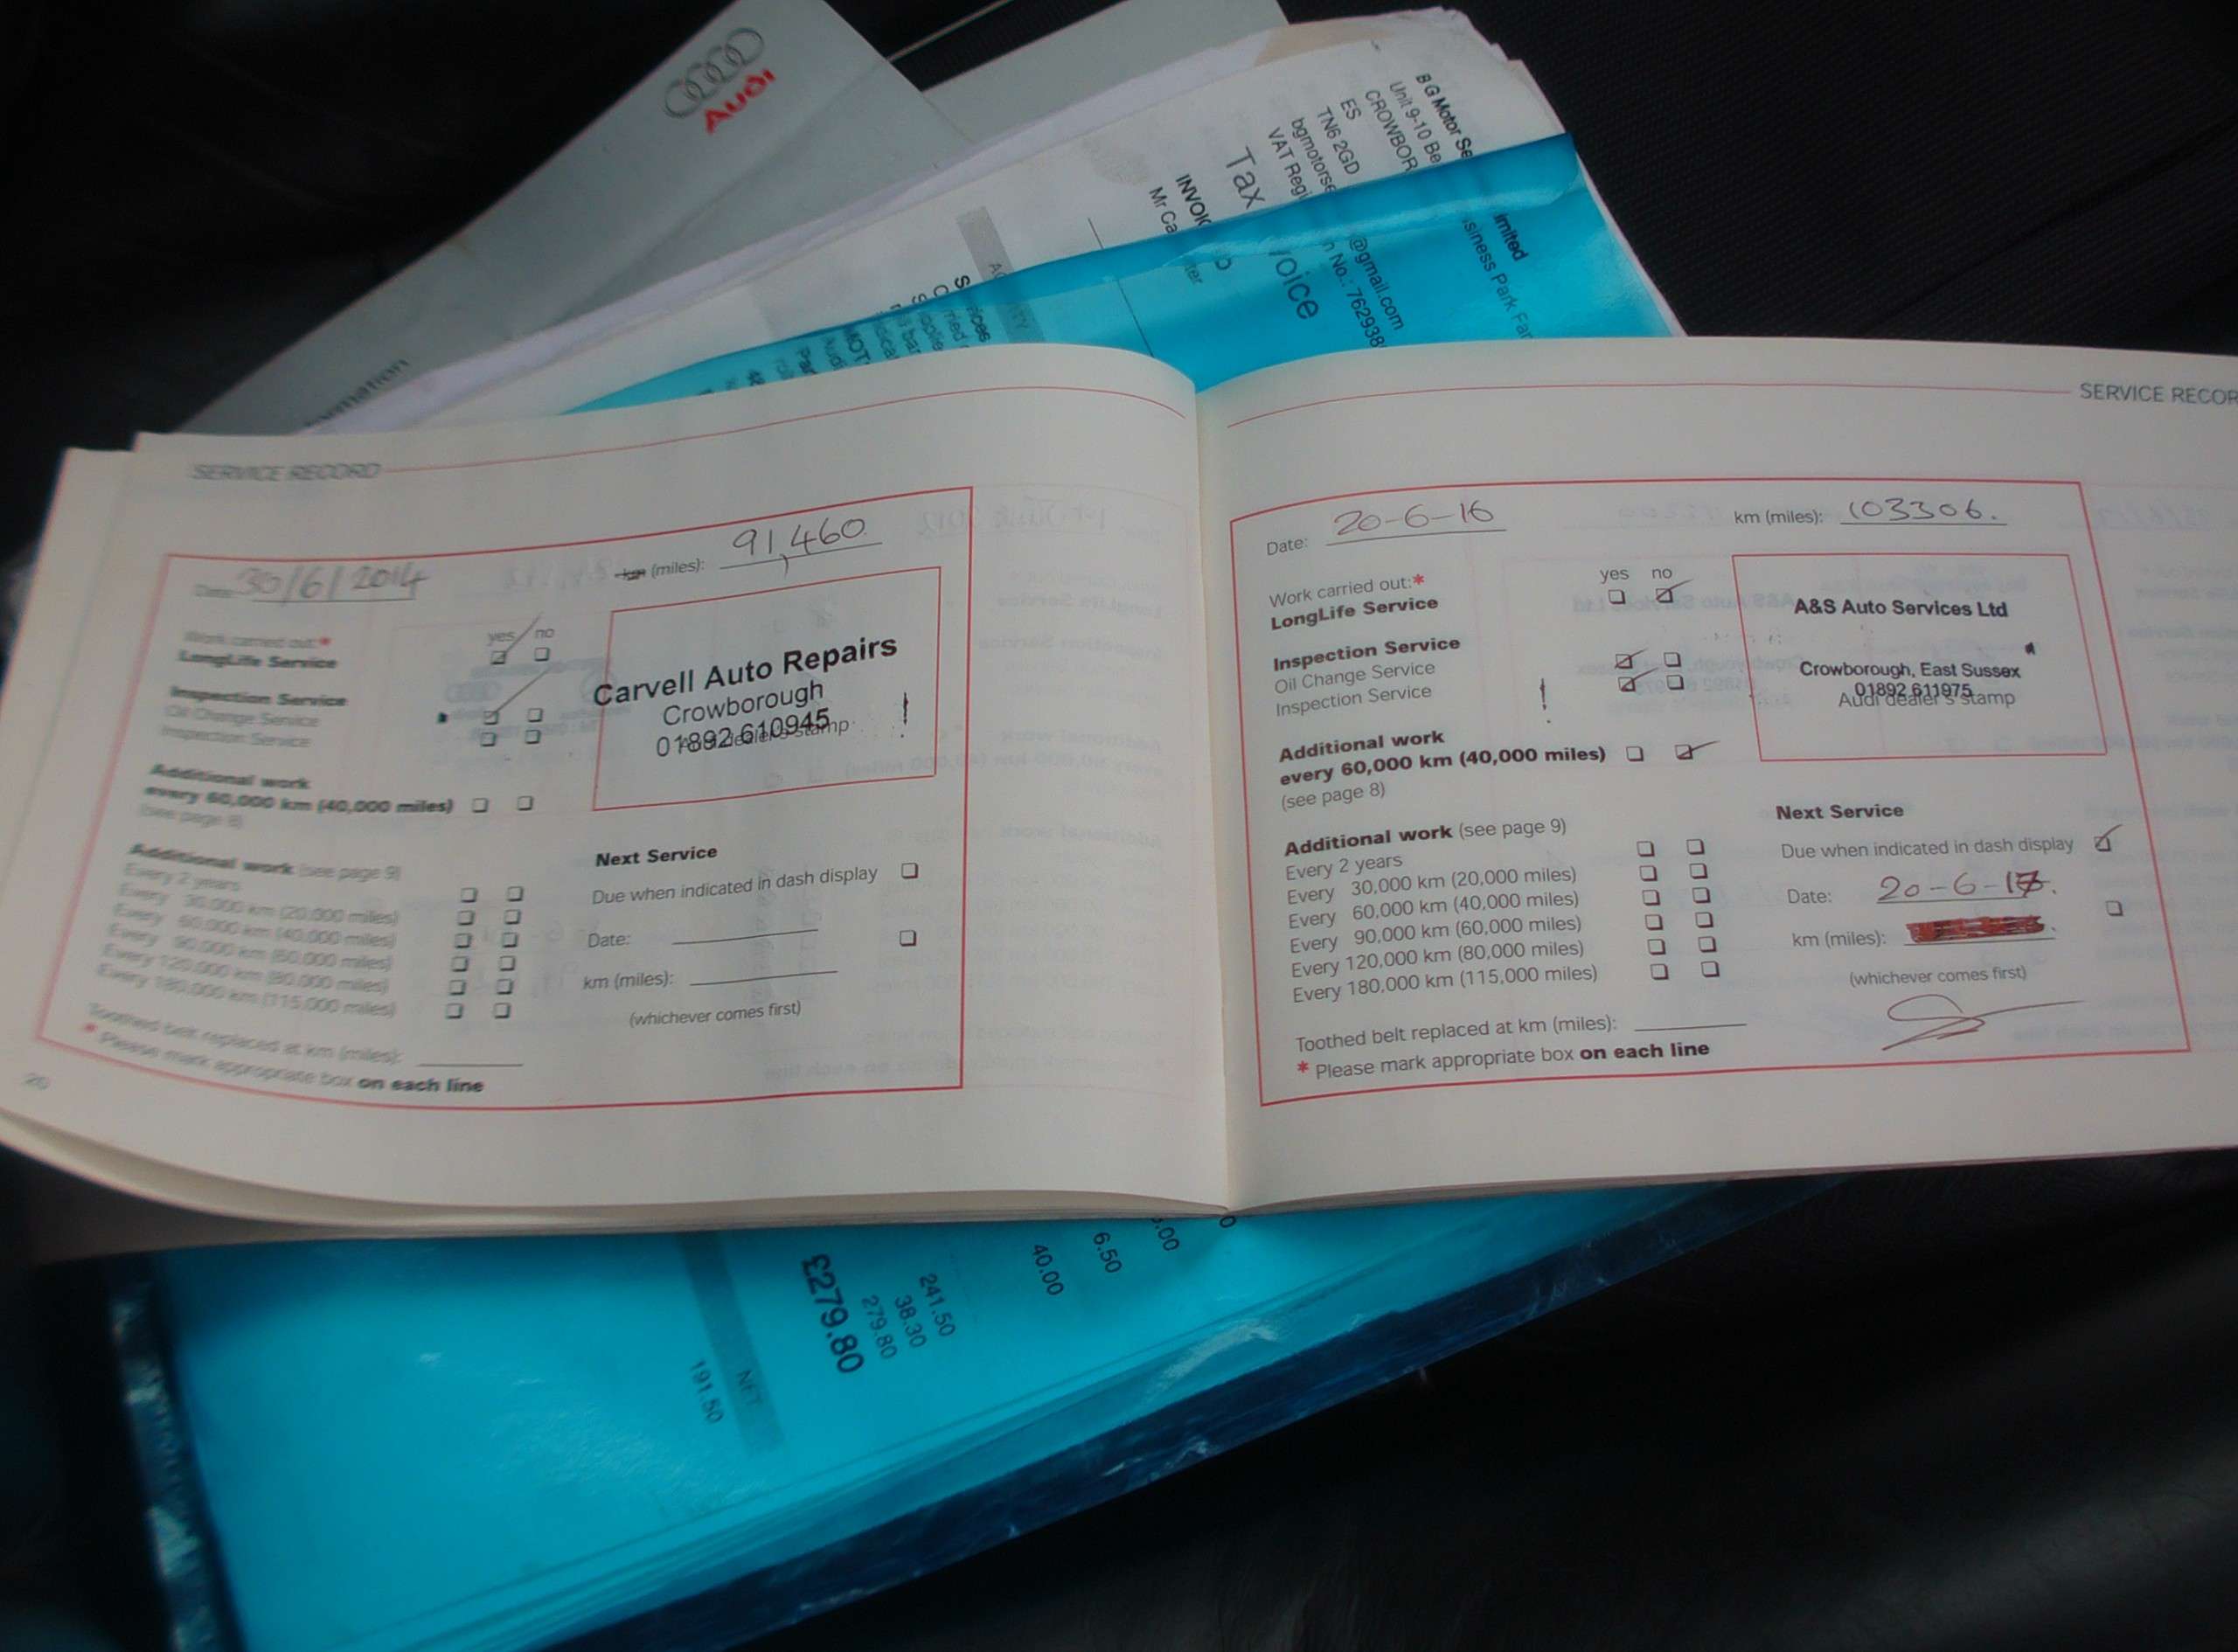 Audi
B G Motor Se
Unit 9-10 Be
CROWBOR
ES
TN6 2GD
bgmotorse
VAT Regi
Tax
INVOIC
Mr Ca
imited
siness Park Far
@gmail.com
n No.: 762938
voice
ter
rmation
SERVICE RECORD
Date: 30/6/2014
km (miles): 91,460
Work carried out:*
yes no
LongLife Service
Inspection Service
Oil Change Service
Inspection Service
Carvell Auto Repairs
Crowborough
01892 610945
Audi dealer's stamp
Additional work
every 60,000 km (40,000 miles)
(see page 8)
Additional work (see page 9)
Every 2 years
Every 30,000 km (20,000 miles)
Every 60,000 km (40,000 miles)
Every 90,000 km (60,000 miles)
Every 120,000 km (80,000 miles)
Every 180,000 km (115,000 miles)
Toothed belt replaced at km (miles):
* Please mark appropriate box on each line
Next Service
Due when indicated in dash display
Date:
km (miles):
(whichever comes first)
20
SERVICE RECOR
Date: 20-6-16
km (miles): 103306.
Work carried out:*
yes no
LongLife Service
Inspection Service
Oil Change Service
Inspection Service
A&S Auto Services Ltd
Crowborough, East Sussex
01892 611975
Audi dealer's stamp
Additional work
every 60,000 km (40,000 miles)
(see page 8)
Additional work (see page 9)
Every 2 years
Every 30,000 km (20,000 miles)
Every 60,000 km (40,000 miles)
Every 90,000 km (60,000 miles)
Every 120,000 km (80,000 miles)
Every 180,000 km (115,000 miles)
Toothed belt replaced at km (miles):
* Please mark appropriate box on each line
Next Service
Due when indicated in dash display
Date: 20-6-17.
km (miles):
(whichever comes first)
.00
6.50
40.00
241.50
38.30
279.80
£279.80
NET
191.50